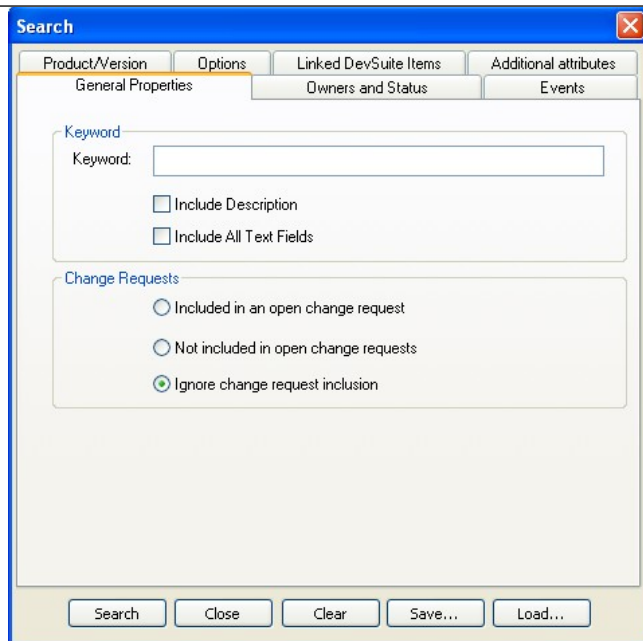 Search
Product/Version Options Linked DevSuite Items Additional attributes
General Properties Owners and Status Events
Keyword
Keyword:
Include Description
Include All Text Fields
Change Requests
Included in an open change request
Not included in open change requests
Ignore change request inclusion
Search Close Clear Save... Load...